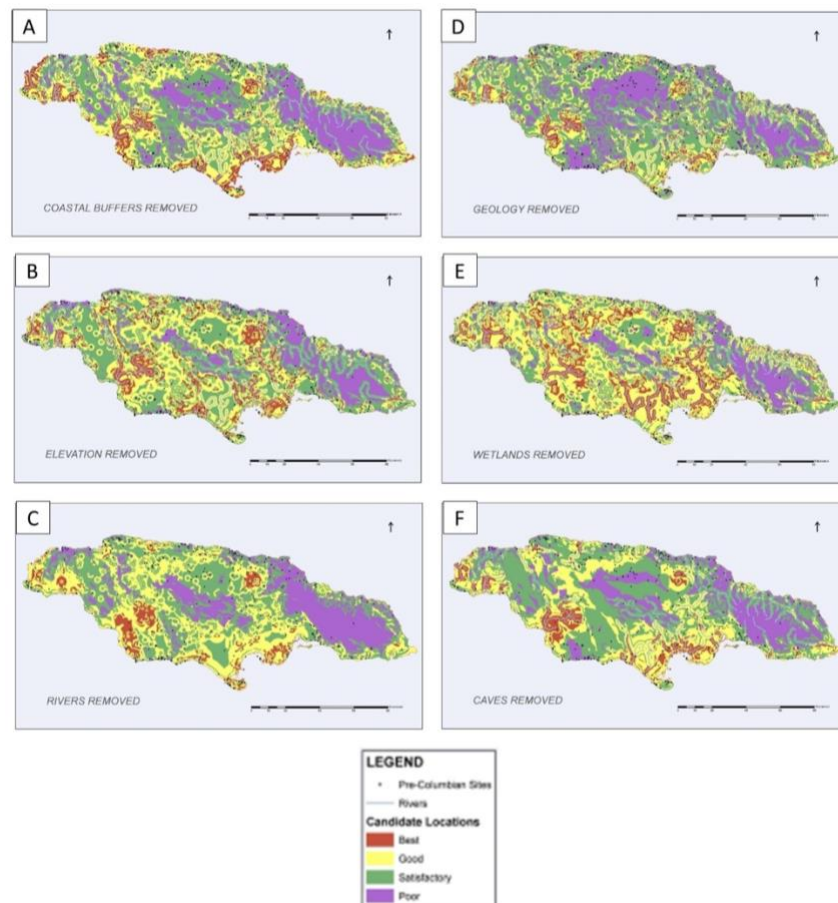 A
COASTAL BUFFERS REMOVED
D
GEOLOGY REMOVED
B
ELEVATION REMOVED
E
WETLANDS REMOVED
C
RIVERS REMOVED
F
CAVES REMOVED
LEGEND
Pre-Columbian Sites
Rivers
Candidate Locations
Best
Good
Satisfactory
Poor